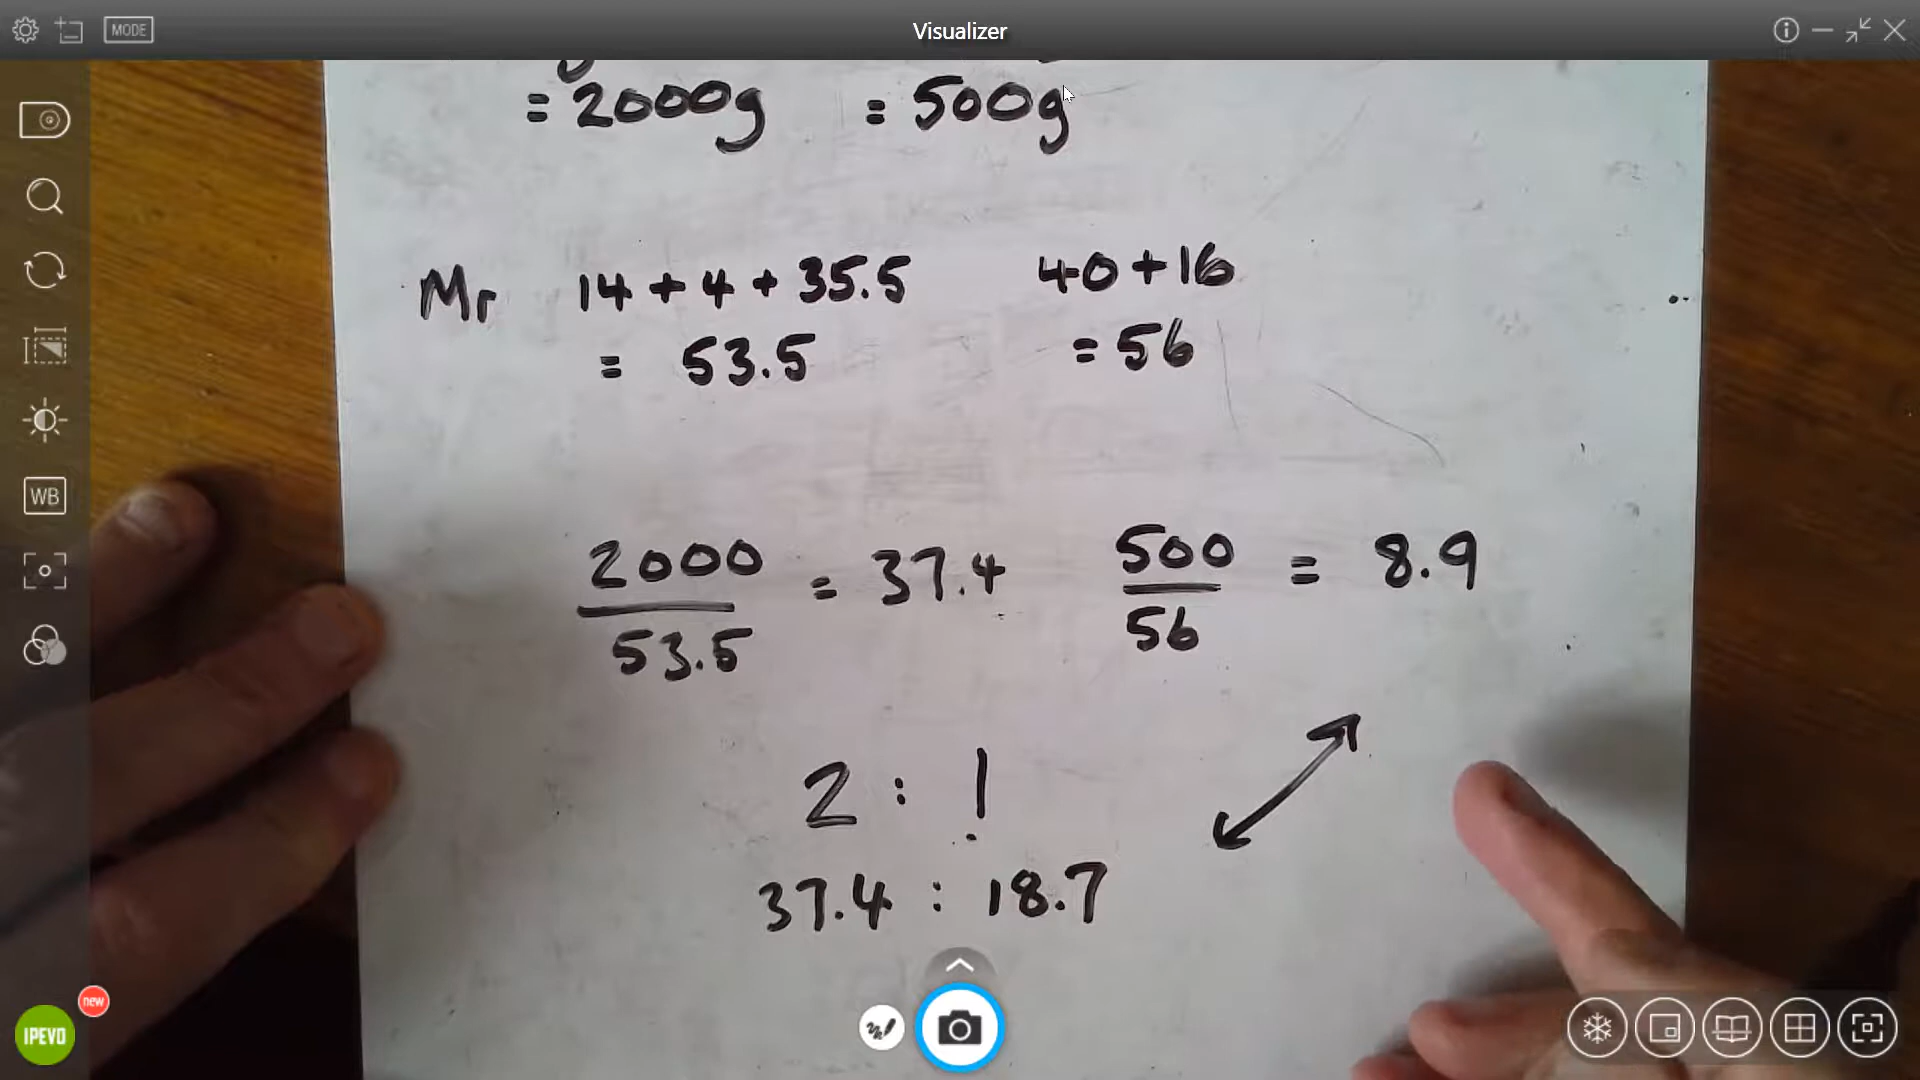 MODE
Visualizer
= 2000g = 500g
Mr 14 + 4 + 35.5 40 + 16
= 53.5 = 56
WB
2000 / 53.5 = 37.4 500 / 56 = 8.9
2 : 1
37.4 : 18.7
new
IPEVO